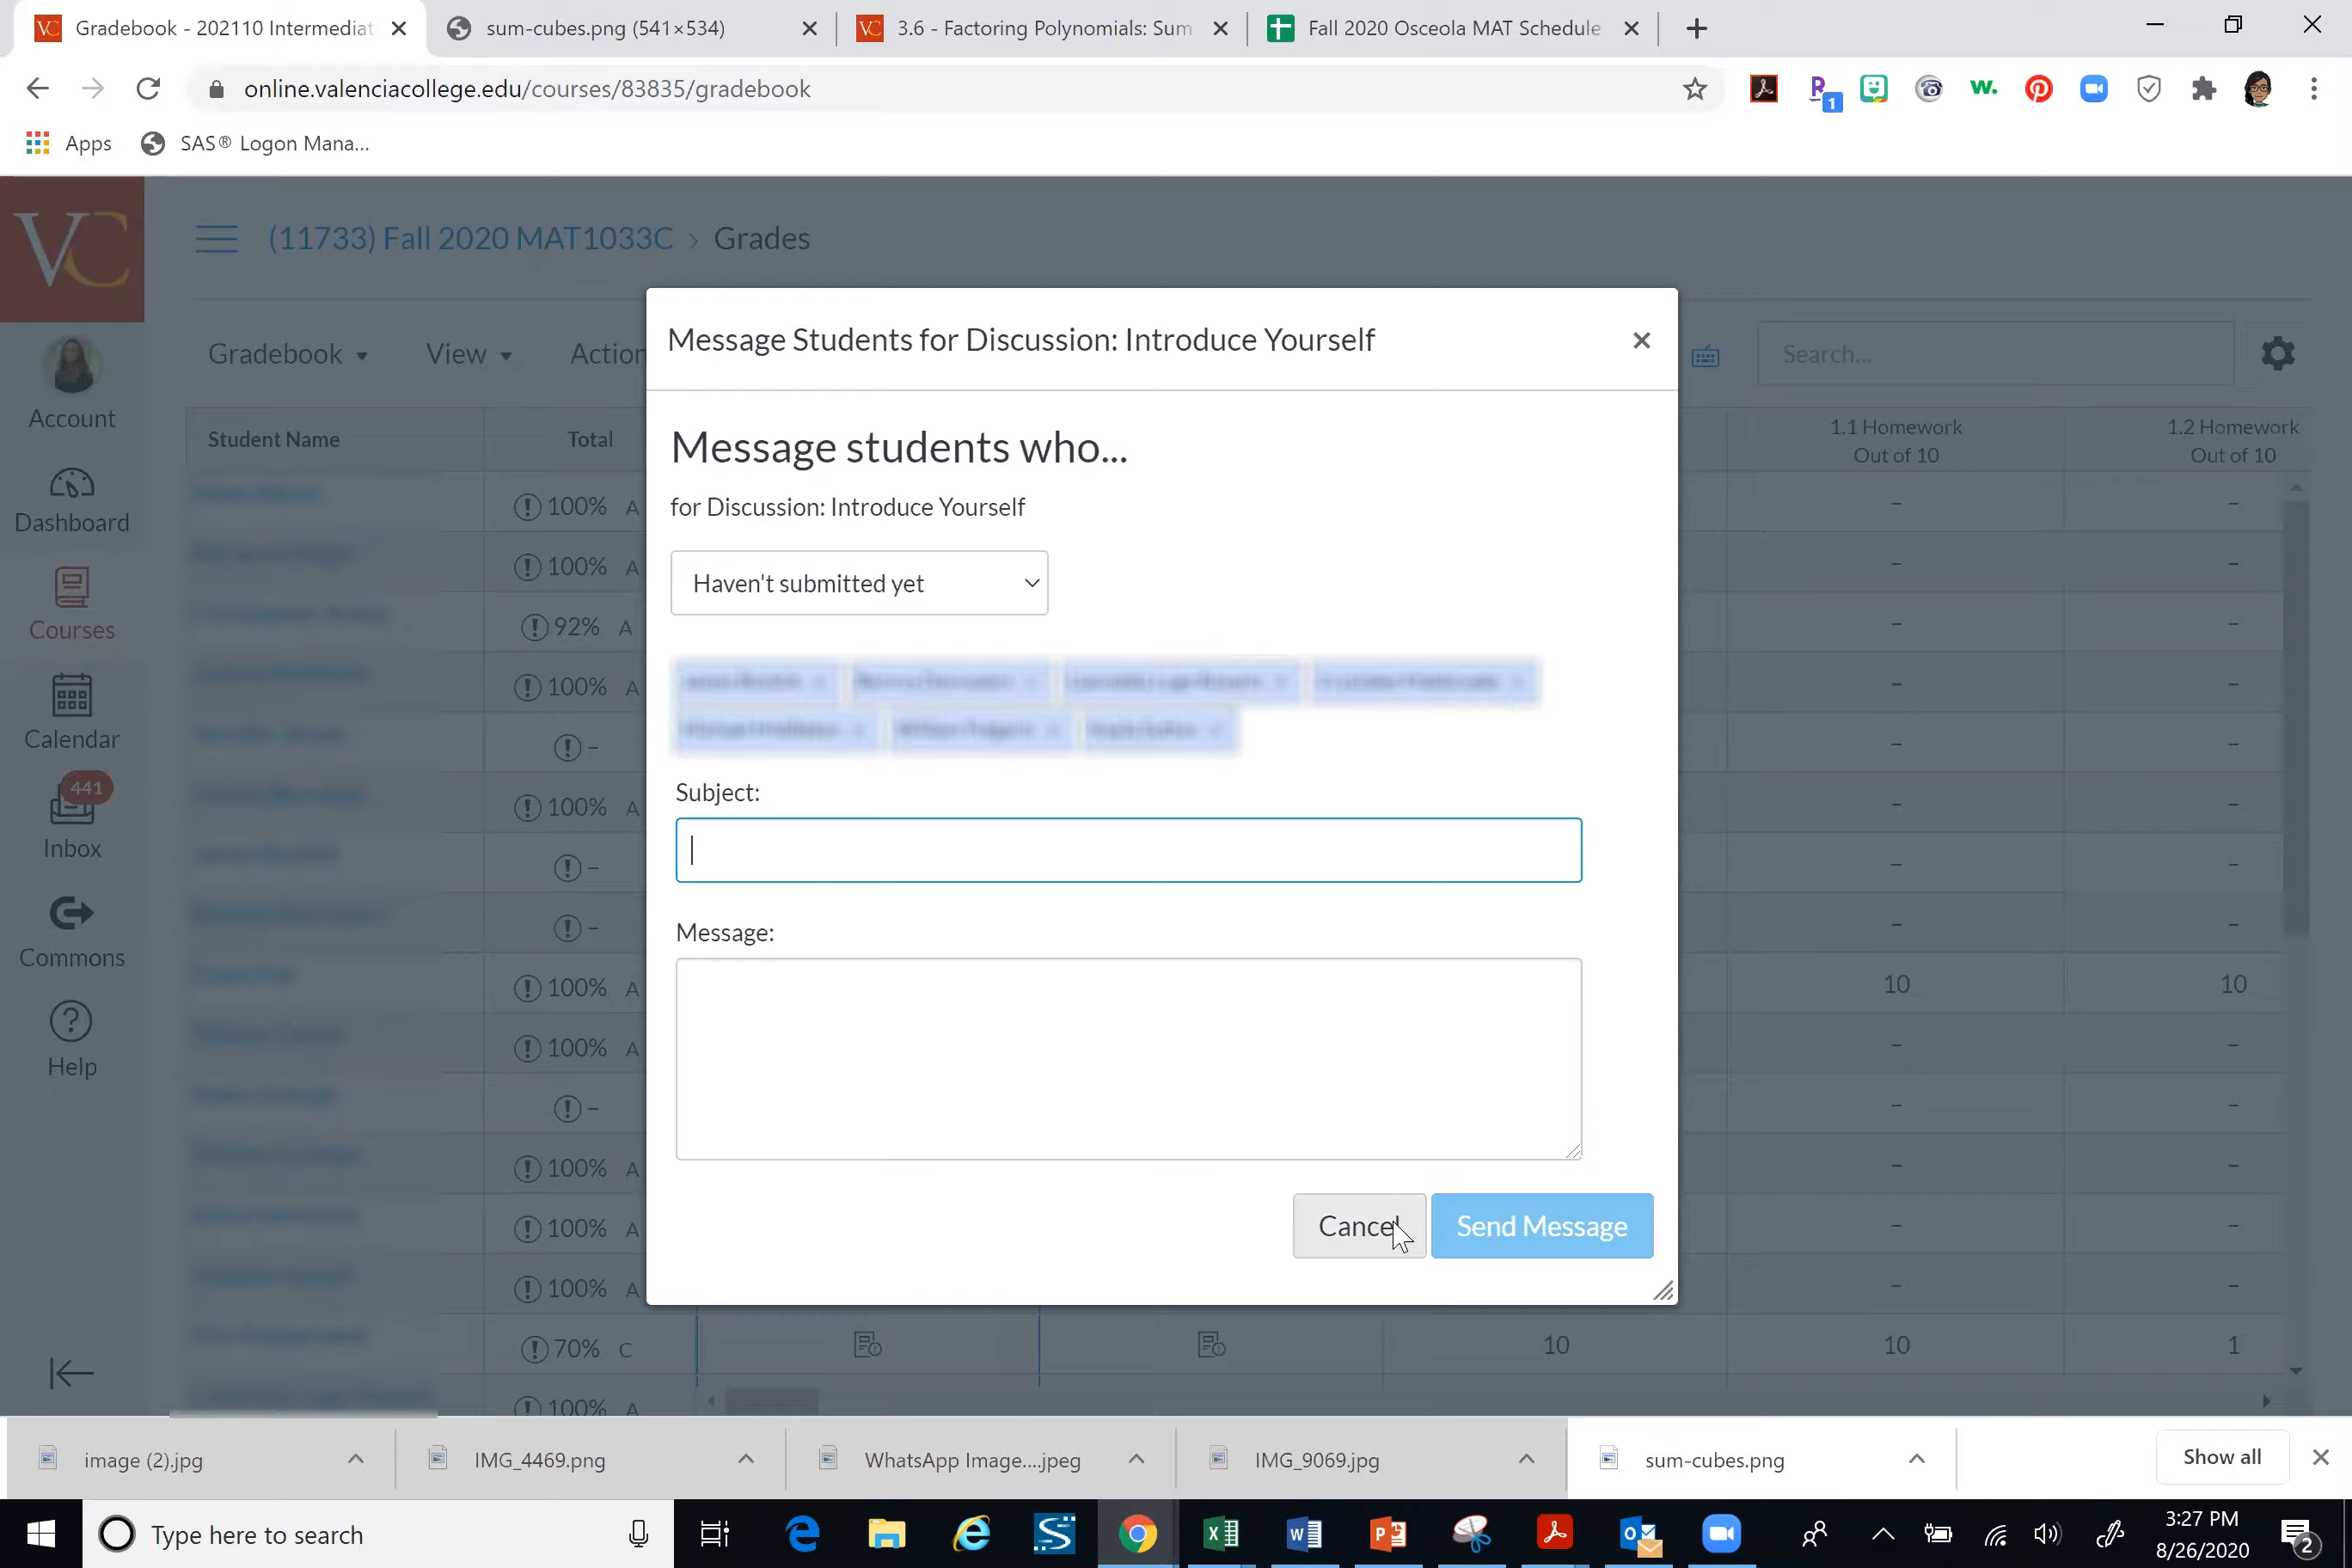 Gradebook - 202110 Intermediat
sum-cubes.png (541×534)
3.6 - Factoring Polynomials: Sum
Fall 2020 Osceola MAT Schedule
online.valenciacollege.edu/courses/83835/gradebook
1
Apps
SAS® Logon Mana...
VC
(11733) Fall 2020 MAT1033C > Grades
Account
Dashboard
Courses
Calendar
441
Inbox
Commons
Help
Gradebook
View
Action
Search...
Student Name
Total
1.1 Homework
Out of 10
1.2 Homework
Out of 10
100% A - -
100% A - -
92% A - -
100% A - -
- - -
100% A - -
- - -
- - -
100% A 10 10
100% A - -
- - -
100% A - -
100% A - -
100% A - -
70% C 10 10 1
100% A
Message Students for Discussion: Introduce Yourself
Message students who...
for Discussion: Introduce Yourself
Haven't submitted yet
Subject:
Message:
Cancel
Send Message
image (2).jpg
IMG_4469.png
WhatsApp Image....jpeg
IMG_9069.jpg
sum-cubes.png
Show all
Type here to search
3:27 PM
8/26/2020
2